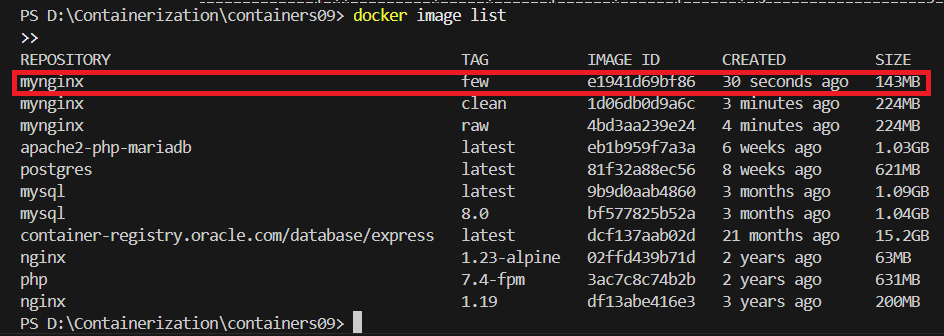 PS D:\Containerization\containers09> docker image list
>>
REPOSITORY TAG IMAGE ID CREATED SIZE
mynginx few e1941d69bf86 30 seconds ago 143MB
mynginx clean 1d06db0d9a6c 3 minutes ago 224MB
mynginx raw 4bd3aa239e24 4 minutes ago 224MB
apache2-php-mariadb latest eb1b959f7a3a 6 weeks ago 1.03GB
postgres latest 81f32a88ec56 8 weeks ago 621MB
mysql latest 9b9d0aab4860 3 months ago 1.09GB
mysql 8.0 bf577825b52a 3 months ago 1.04GB
container-registry.oracle.com/database/express latest dcf137aab02d 21 months ago 15.2GB
nginx 1.23-alpine 02ffd439b71d 2 years ago 63MB
php 7.4-fpm 3ac7c8c74b2b 2 years ago 631MB
nginx 1.19 df13abe416e3 3 years ago 200MB
PS D:\Containerization\containers09>